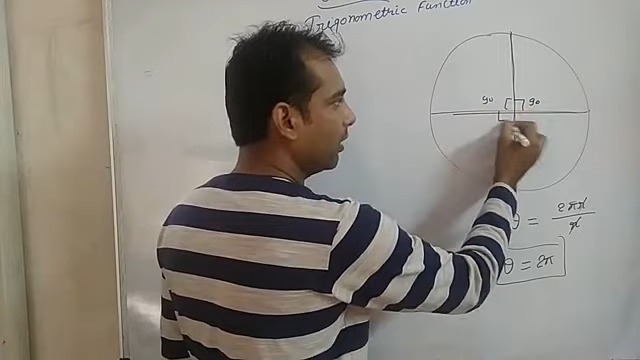 Trigonometric Function
90 90
θ = 2πr / r
θ = 2π